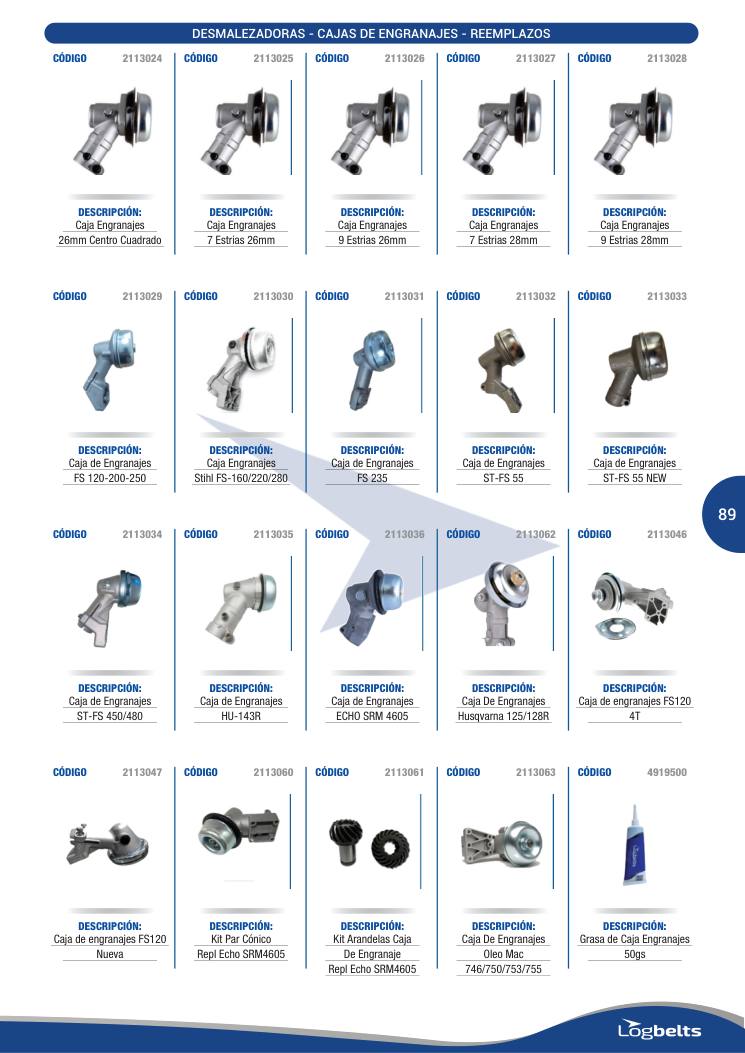 DESMALEZADORAS - CAJAS DE ENGRANAJES - REEMPLAZOS
CÓDIGO 2113024
DESCRIPCIÓN:
Caja Engranajes
26mm Centro Cuadrado
CÓDIGO 2113025
DESCRIPCIÓN:
Caja Engranajes
7 Estrias 26mm
CÓDIGO 2113026
DESCRIPCIÓN:
Caja Engranajes
9 Estrias 26mm
CÓDIGO 2113027
DESCRIPCIÓN:
Caja Engranajes
7 Estrias 28mm
CÓDIGO 2113028
DESCRIPCIÓN:
Caja Engranajes
9 Estrias 28mm
CÓDIGO 2113029
DESCRIPCIÓN:
Caja de Engranajes
FS 120-200-250
CÓDIGO 2113030
DESCRIPCIÓN:
Caja Engranajes
Stihl FS-160/220/280
CÓDIGO 2113031
DESCRIPCIÓN:
Caja de Engranajes
FS 235
CÓDIGO 2113032
DESCRIPCIÓN:
Caja de Engranajes
ST-FS 55
CÓDIGO 2113033
DESCRIPCIÓN:
Caja de Engranajes
ST-FS 55 NEW
89
CÓDIGO 2113034
DESCRIPCIÓN:
Caja de Engranajes
ST-FS 450/480
CÓDIGO 2113035
DESCRIPCIÓN:
Caja de Engranajes
HU-143R
CÓDIGO 2113036
DESCRIPCIÓN:
Caja de Engranajes
ECHO SRM 4605
CÓDIGO 2113062
DESCRIPCIÓN:
Caja De Engranajes
Husqvarna 125/128R
CÓDIGO 2113046
DESCRIPCIÓN:
Caja de engranajes FS120
4T
CÓDIGO 2113047
DESCRIPCIÓN:
Caja de engranajes FS120
Nueva
CÓDIGO 2113060
DESCRIPCIÓN:
Kit Par Cónico
Repl Echo SRM4605
CÓDIGO 2113061
DESCRIPCIÓN:
Kit Arandelas Caja
De Engranaje
Repl Echo SRM4605
CÓDIGO 2113063
DESCRIPCIÓN:
Caja De Engranajes
Oleo Mac
746/750/753/755
CÓDIGO 4919500
Logbelts
DESCRIPCIÓN:
Grasa de Caja Engranajes
50gs
Logbelts